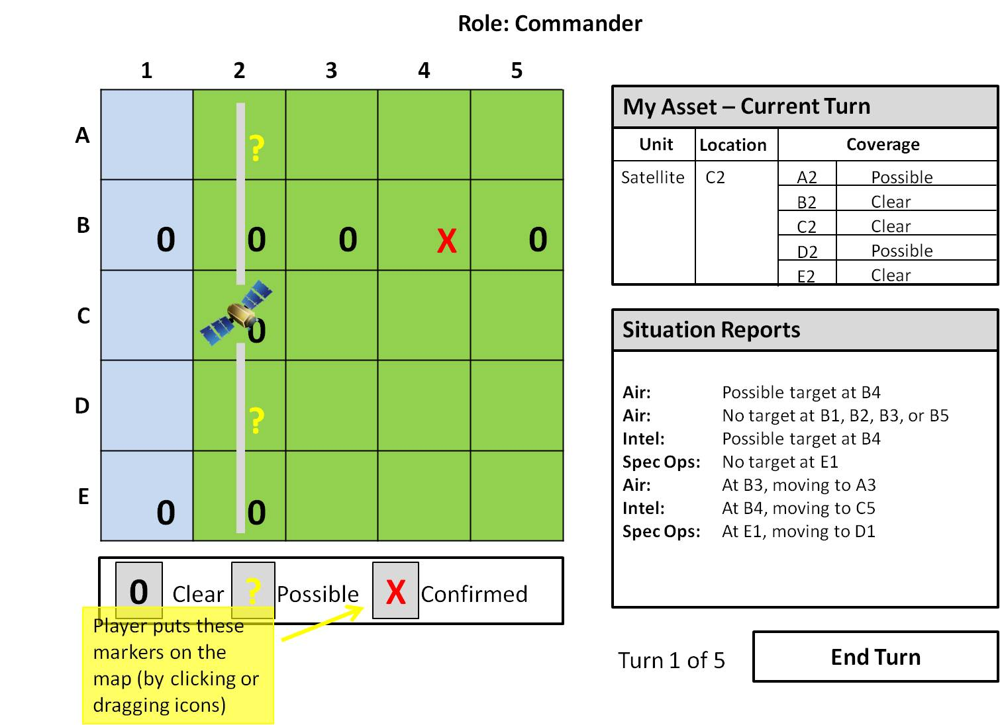 Role: Commander
1 2 3 4 5
A ?
B 0 0 0 X 0
C 0
D ?
E 0 0
0 Clear ? Possible X Confirmed
Player puts these
markers on the
map (by clicking or
dragging icons)
My Asset – Current Turn
Unit Location Coverage
Satellite C2 A2 Possible
B2 Clear
C2 Clear
D2 Possible
E2 Clear
Situation Reports
Air: Possible target at B4
Air: No target at B1, B2, B3, or B5
Intel: Possible target at B4
Spec Ops: No target at E1
Air: At B3, moving to A3
Intel: At B4, moving to C5
Spec Ops: At E1, moving to D1
Turn 1 of 5
End Turn